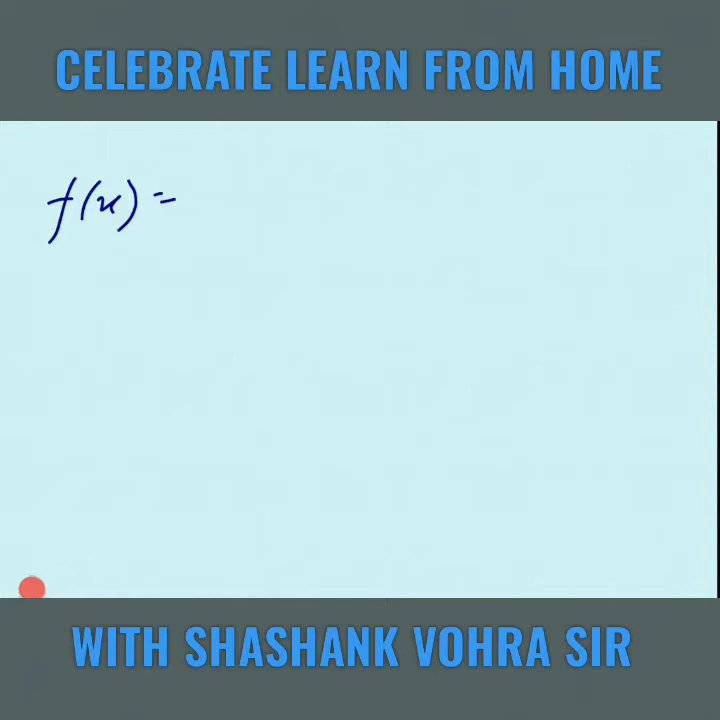 CELEBRATE LEARN FROM HOME
f(x) =
WITH SHASHANK VOHRA SIR